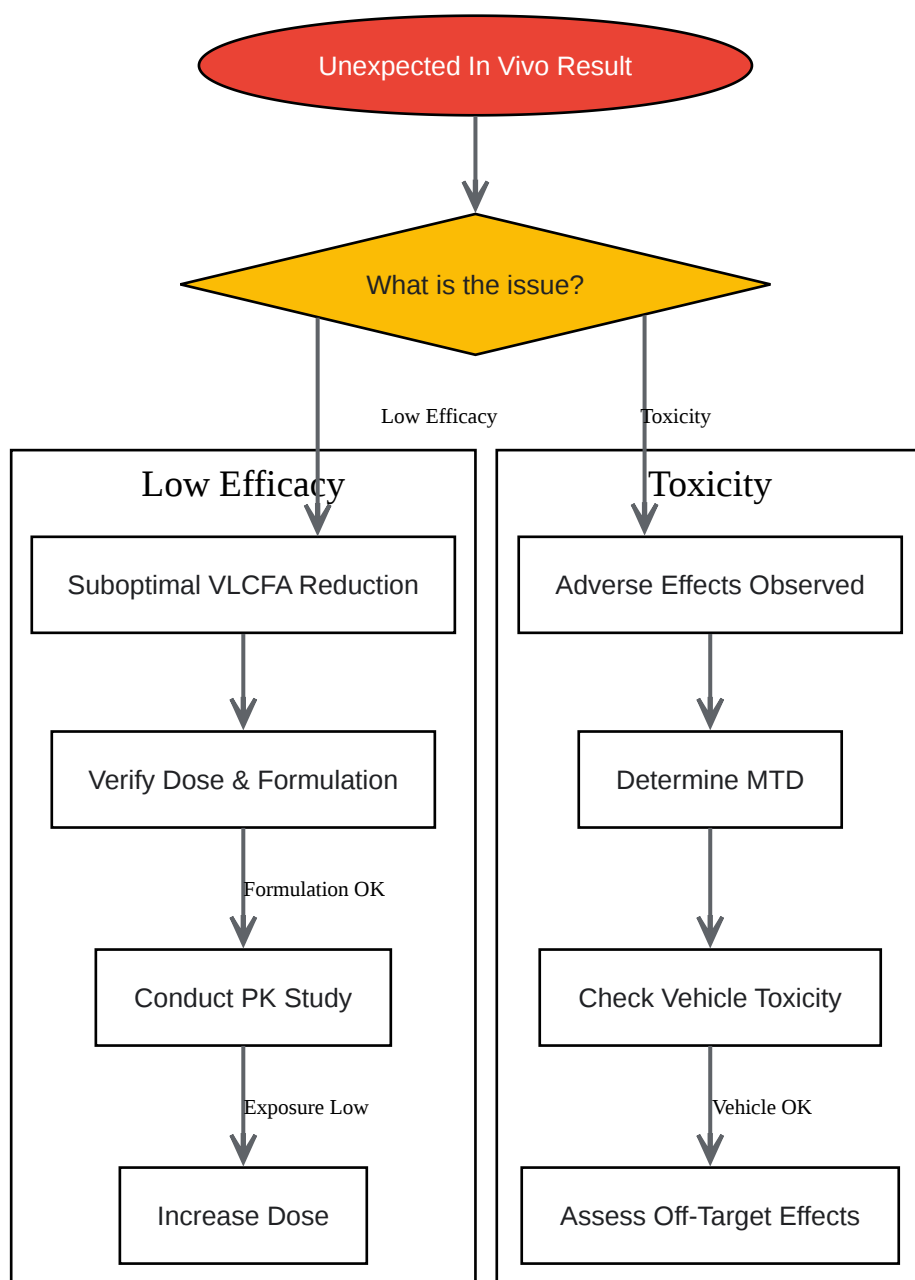 Unexpected In Vivo Result
What is the issue?
Low Efficacy
Toxicity
Low Efficacy
Suboptimal VLCFA Reduction
Verify Dose & Formulation
Formulation OK
Conduct PK Study
Exposure Low
Increase Dose
Toxicity
Adverse Effects Observed
Determine MTD
Check Vehicle Toxicity
Vehicle OK
Assess Off-Target Effects